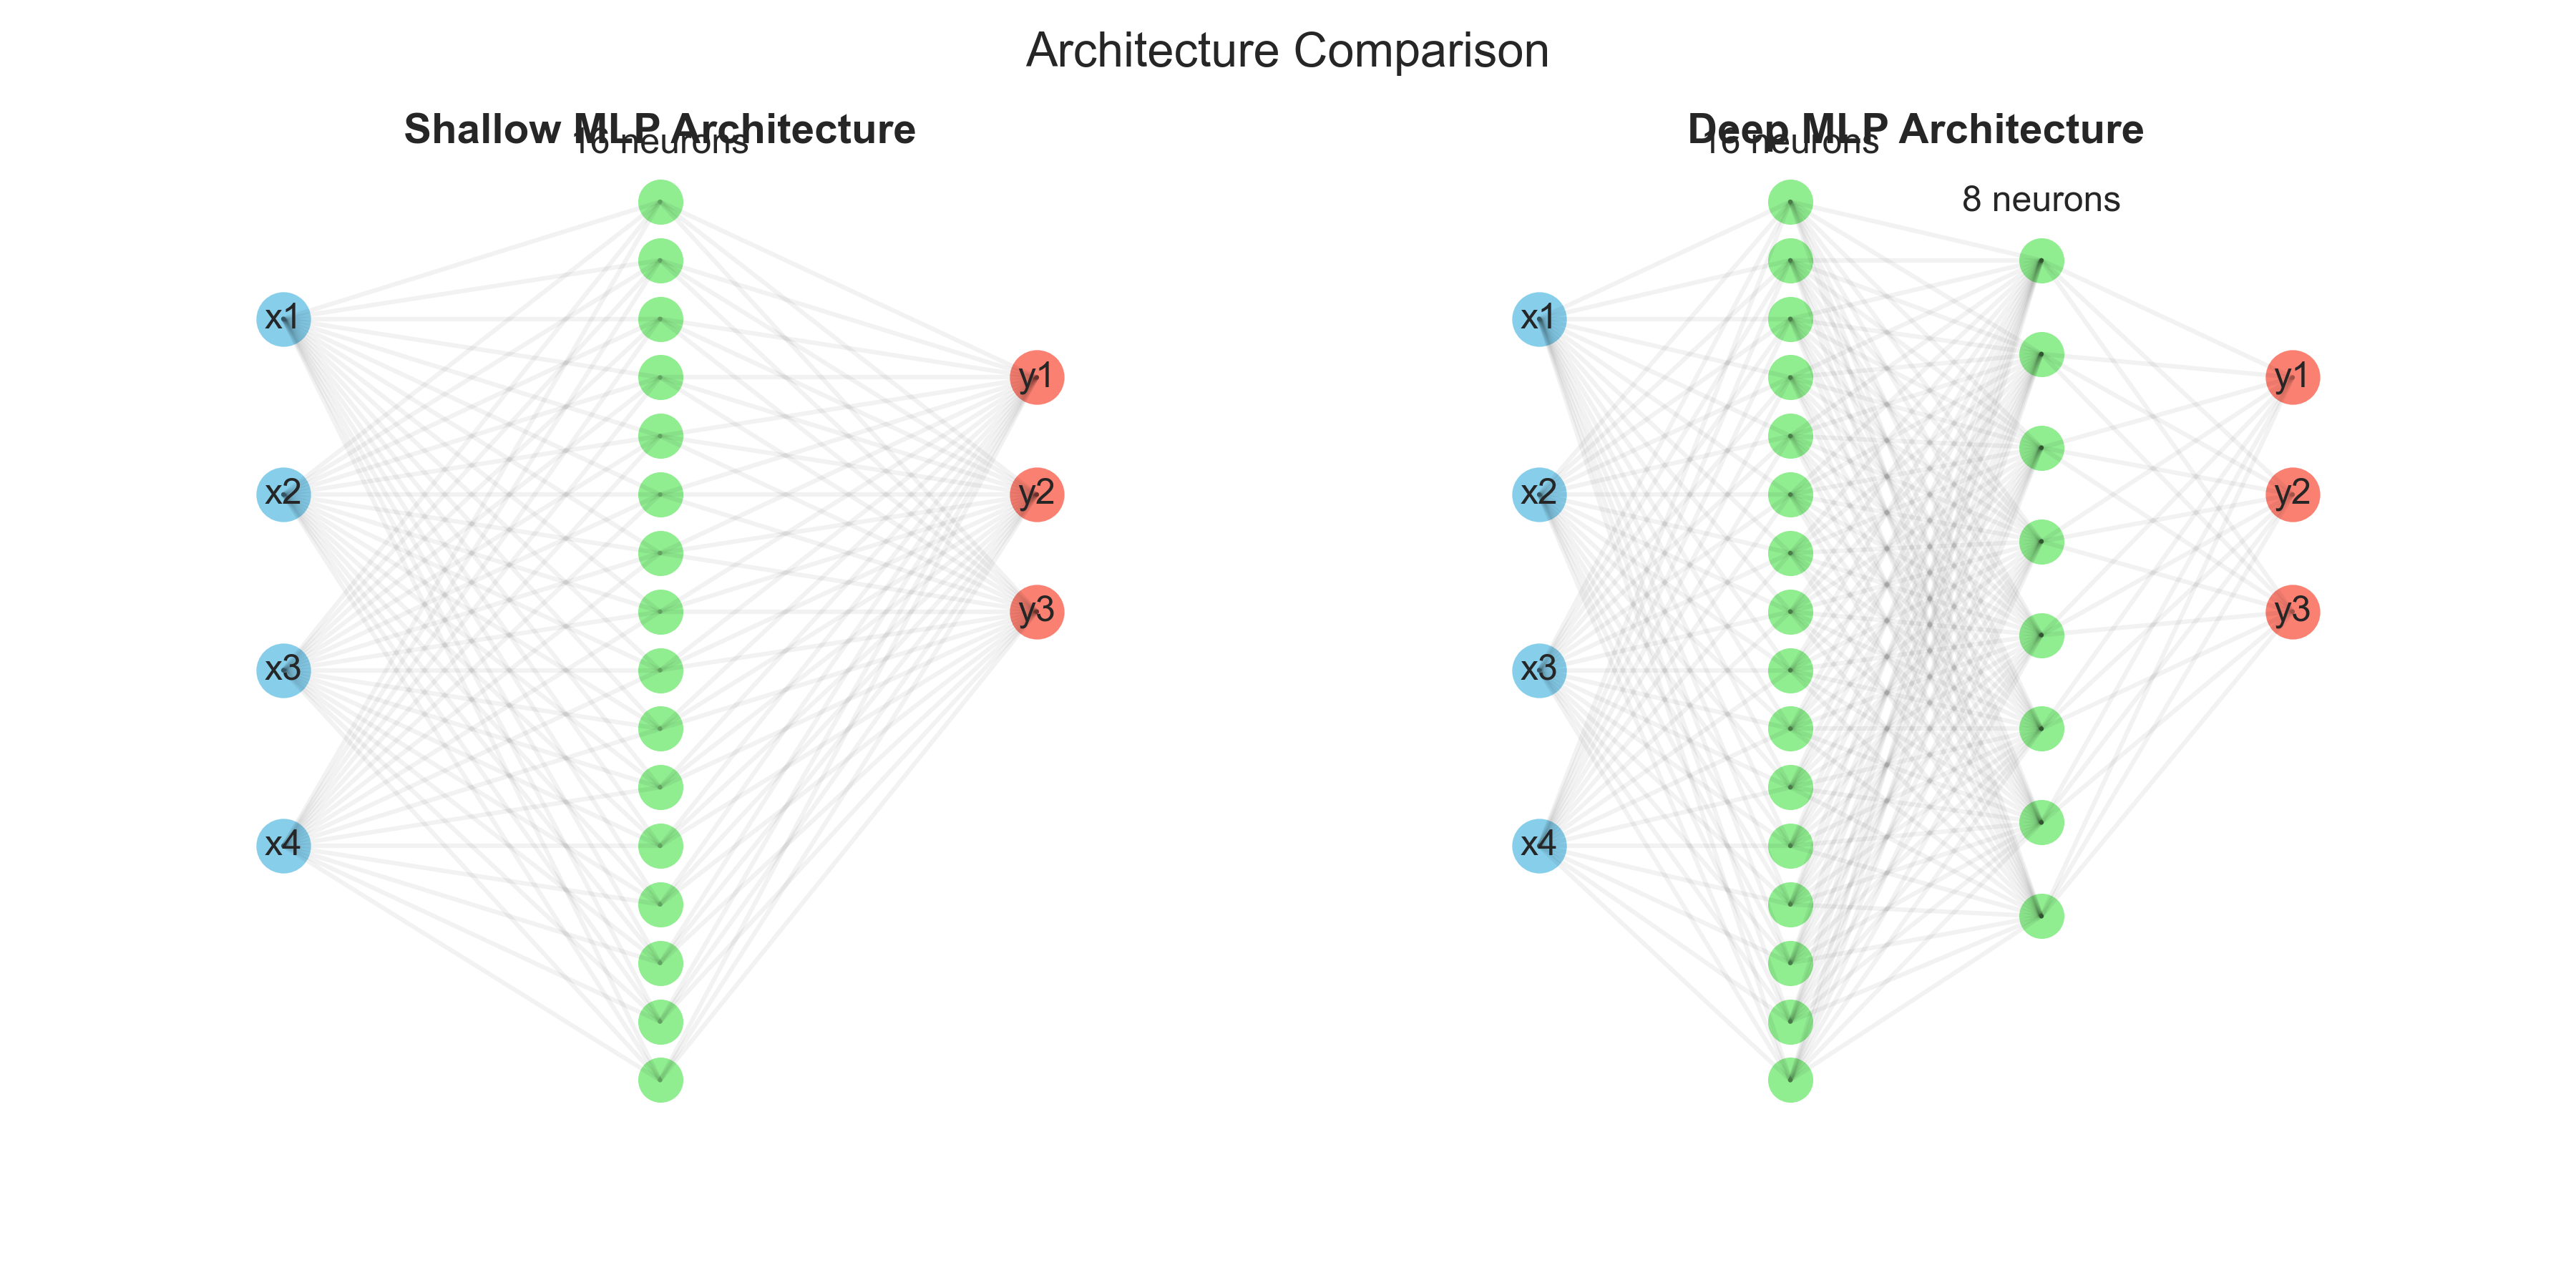 Architecture Comparison
Shallow MLP Architecture
16 neurons
x1
x2
x3
x4
y1
y2
y3
Deep MLP Architecture
16 neurons
8 neurons
x1
x2
x3
x4
y1
y2
y3